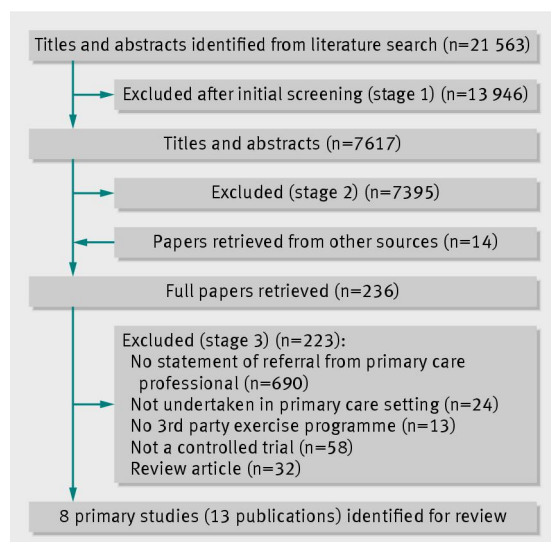 Titles and abstracts identified from literature search (n=21 563)
Excluded after initial screening (stage 1) (n=13 946)
Titles and abstracts (n=7617)
Excluded (stage 2) (n=7395)
Papers retrieved from other sources (n=14)
Full papers retrieved (n=236)
Excluded (stage 3) (n=223):
No statement of referral from primary care
professional (n=690)
Not undertaken in primary care setting (n=24)
No 3rd party exercise programme (n=13)
Not a controlled trial (n=58)
Review article (n=32)
8 primary studies (13 publications) identified for review